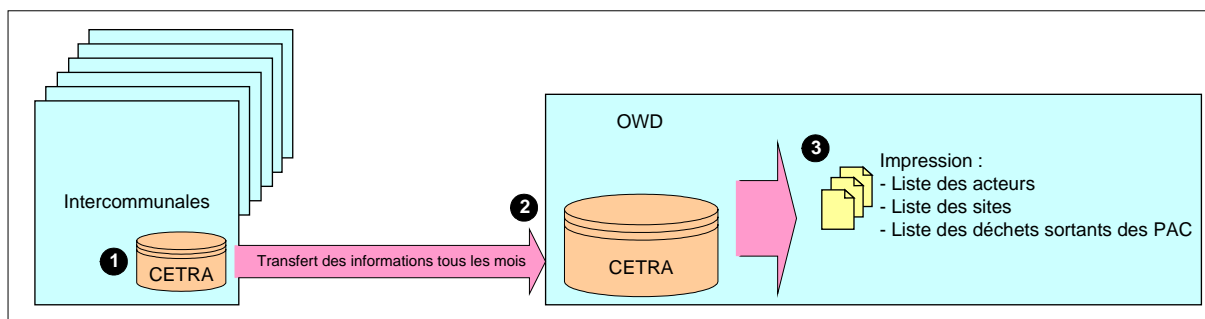 Intercommunales
1
CETRA
Transfert des informations tous les mois
2
OWD
CETRA
3
Impression :
- Liste des acteurs
- Liste des sites
- Liste des déchets sortants des PAC